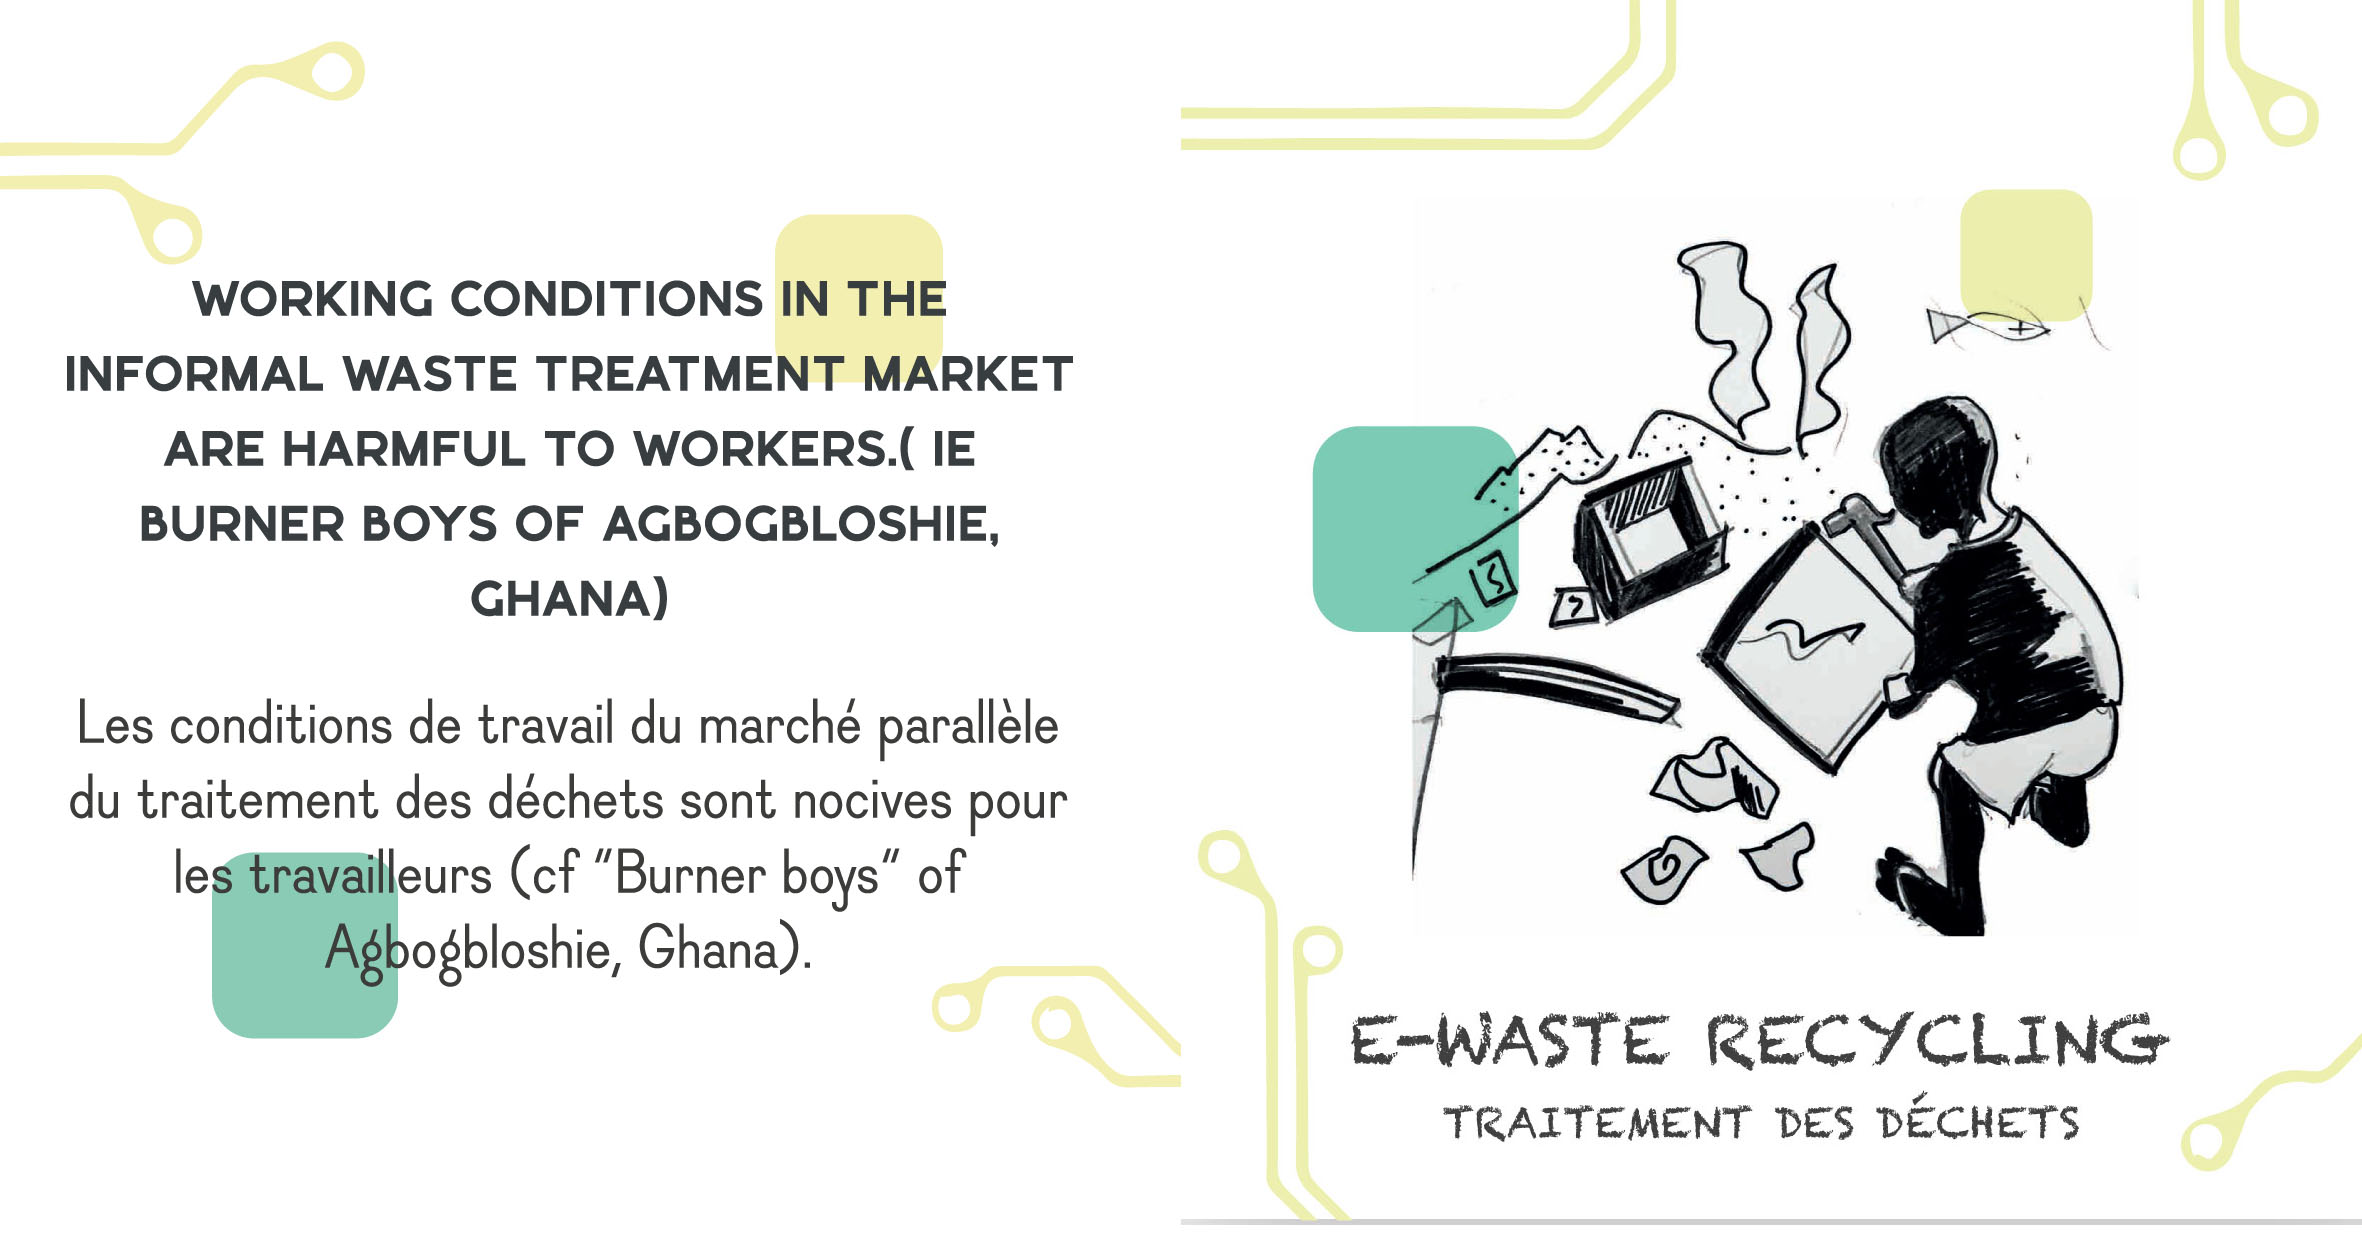 WORKING CONDITIONS IN THE
INFORMAL WASTE TREATMENT MARKET
ARE HARMFUL TO WORKERS.( IE
BURNER BOYS OF AGBOGBLOSHIE,
GHANA)
Les conditions de travail du marché parallèle
du traitement des déchets sont nocives pour
les travailleurs (cf "Burner boys" of
Agbogbloshie, Ghana).
E-WASTE RECYCLING
TRAITEMENT DES DÉCHETS